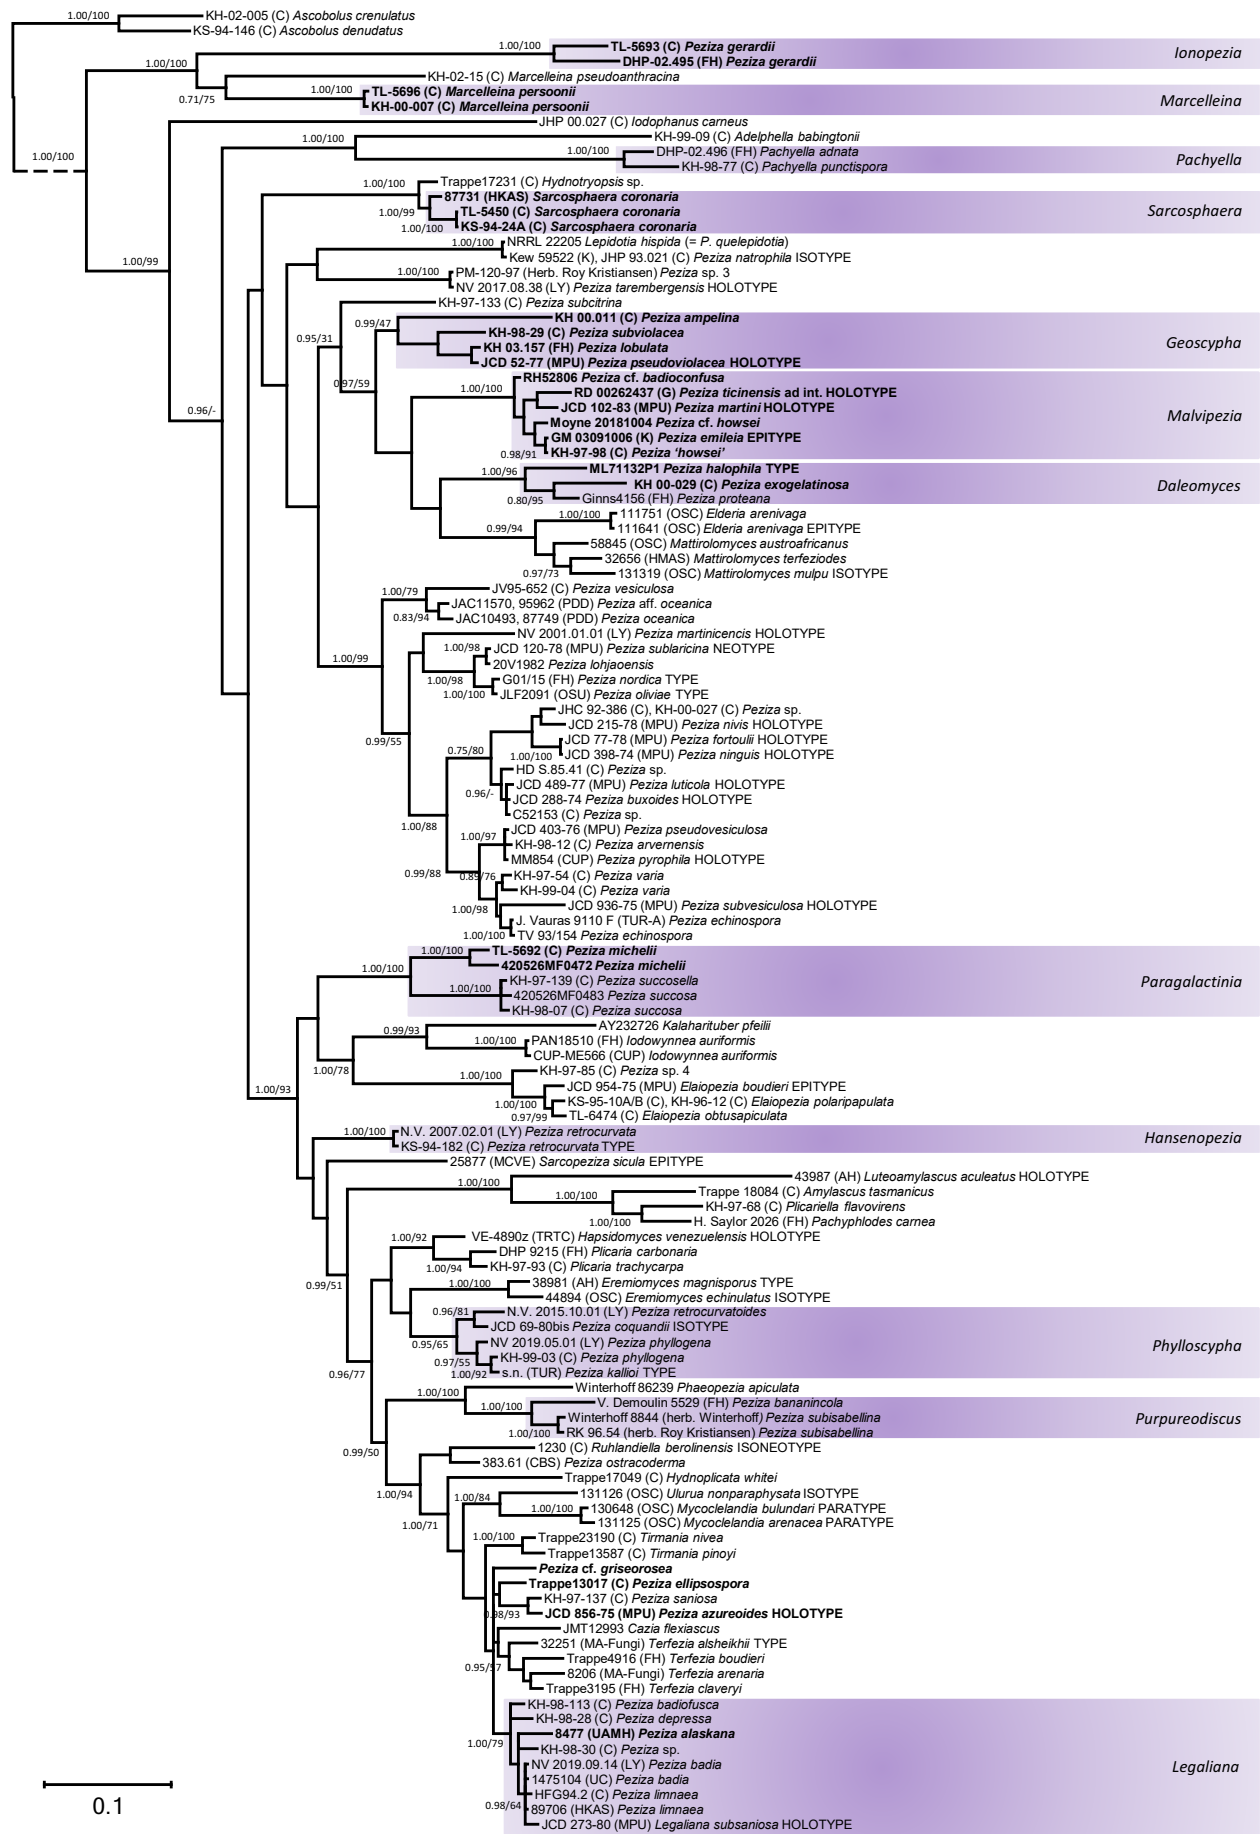 1.00/100
KH-02-005 (C) Ascobolus crenulatus
KS-94-146 (C) Ascobolus denudatus
1.00/100
TL-5693 (C) Peziza gerardii
DHP-02.495 (FH) Peziza gerardii
Ionopezia
1.00/100
KH-02-15 (C) Marcelleina pseudoanthracina
0.71/75
1.00/100
TL-5696 (C) Marcelleina persoonii
KH-00-007 (C) Marcelleina persoonii
Marcelleina
JHP 00.027 (C) Iodophanus carneus
1.00/100
KH-99-09 (C) Adelphella babingtonii
1.00/100
1.00/100
DHP-02.496 (FH) Pachyella adnata
KH-98-77 (C) Pachyella punctispora
Pachyella
1.00/100
Trappe17231 (C) Hydnotryopsis sp.
87731 (HKAS) Sarcosphaera coronaria
1.00/99
TL-5450 (C) Sarcosphaera coronaria
1.00/100
KS-94-24A (C) Sarcosphaera coronaria
Sarcosphaera
1.00/100
NRRL 22205 Lepidotia hispida (= P. quelepidotia)
Kew 59522 (K), JHP 93.021 (C) Peziza natrophila ISOTYPE
1.00/99
1.00/100
PM-120-97 (Herb. Roy Kristiansen) Peziza sp. 3
NV 2017.08.38 (LY) Peziza tarembergensis HOLOTYPE
KH-97-133 (C) Peziza subcitrina
0.99/47
KH 00.011 (C) Peziza ampelina
0.95/31
KH-98-29 (C) Peziza subviolacea
KH 03.157 (FH) Peziza lobulata
JCD 52-77 (MPU) Peziza pseudoviolacea HOLOTYPE
Geoscypha
0.97/59
RH52806 Peziza cf. badioconfusa
1.00/100
RD 00262437 (G) Peziza ticinensis ad int. HOLOTYPE
JCD 102-83 (MPU) Peziza martini HOLOTYPE
0.96/-
Moyne 20181004 Peziza cf. howsei
GM 03091006 (K) Peziza emileia EPITYPE
0.98/91
KH-97-98 (C) Peziza ‘howsei’
Malvipezia
1.00/96
ML71132P1 Peziza halophila TYPE
KH 00-029 (C) Peziza exogelatinosa
0.80/95
Ginns4156 (FH) Peziza proteana
Daleomyces
1.00/100
111751 (OSC) Elderia arenivaga
0.99/94
111641 (OSC) Elderia arenivaga EPITYPE
58845 (OSC) Mattirolomyces austroafricanus
32656 (HMAS) Mattirolomyces terfeziodes
0.97/73
131319 (OSC) Mattirolomyces mulpu ISOTYPE
1.00/79
JV95-652 (C) Peziza vesiculosa
JAC11570, 95962 (PDD) Peziza aff. oceanica
0.83/94
JAC10493, 87749 (PDD) Peziza oceanica
NV 2001.01.01 (LY) Peziza martinicencis HOLOTYPE
1.00/98
JCD 120-78 (MPU) Peziza sublaricina NEOTYPE
1.00/99
20V1982 Peziza lohjaoensis
1.00/98
G01/15 (FH) Peziza nordica TYPE
1.00/100
JLF2091 (OSU) Peziza oliviae TYPE
JHC 92-386 (C), KH-00-027 (C) Peziza sp.
JCD 215-78 (MPU) Peziza nivis HOLOTYPE
0.99/55
JCD 77-78 (MPU) Peziza fortoulii HOLOTYPE
0.75/80
1.00/100
JCD 398-74 (MPU) Peziza ninguis HOLOTYPE
HD S.85.41 (C) Peziza sp.
JCD 489-77 (MPU) Peziza luticola HOLOTYPE
0.96/-
JCD 288-74 Peziza buxoides HOLOTYPE
C52153 (C) Peziza sp.
1.00/88
JCD 403-76 (MPU) Peziza pseudovesiculosa
1.00/97
KH-98-12 (C) Peziza arvernensis
MM854 (CUP) Peziza pyrophila HOLOTYPE
0.99/88
0.89/76
KH-97-54 (C) Peziza varia
KH-99-04 (C) Peziza varia
1.00/98
JCD 936-75 (MPU) Peziza subvesiculosa HOLOTYPE
J. Vauras 9110 F (TUR-A) Peziza echinospora
1.00/100
TV 93/154 Peziza echinospora
1.00/100
TL-5692 (C) Peziza michelii
420526MF0472 Peziza michelii
1.00/100
KH-97-139 (C) Peziza succosella
1.00/100
420526MF0483 Peziza succosa
KH-98-07 (C) Peziza succosa
Paragalactinia
0.99/93
AY232726 Kalaharituber pfeilii
1.00/100
PAN18510 (FH) Iodowynnea auriformis
CUP-ME566 (CUP) Iodowynnea auriformis
1.00/78
1.00/100
KH-97-85 (C) Peziza sp. 4
JCD 954-75 (MPU) Elaiopezia boudieri EPITYPE
1.00/93
1.00/100
KS-95-10A/B (C), KH-96-12 (C) Elaiopezia polaripapulata
0.97/99
TL-6474 (C) Elaiopezia obtusapiculata
1.00/100
N.V. 2007.02.01 (LY) Peziza retrocurvata
KS-94-182 (C) Peziza retrocurvata TYPE
Hansenopezia
25877 (MCVE) Sarcopeziza sicula EPITYPE
1.00/100
43987 (AH) Luteoamylascus aculeatus HOLOTYPE
1.00/100
Trappe 18084 (C) Amylascus tasmanicus
KH-97-68 (C) Plicariella flavovirens
1.00/100
H. Saylor 2026 (FH) Pachyphlodes carnea
1.00/92
VE-4890z (TRTC) Hapsidomyces venezuelensis HOLOTYPE
DHP 9215 (FH) Plicaria carbonaria
1.00/94
KH-97-93 (C) Plicaria trachycarpa
0.99/51
1.00/100
38981 (AH) Eremiomyces magnisporus TYPE
44894 (OSC) Eremiomyces echinulatus ISOTYPE
0.96/81
N.V. 2015.10.01 (LY) Peziza retrocurvatoides
JCD 69-80bis Peziza coquandii ISOTYPE
0.95/65
NV 2019.05.01 (LY) Peziza phyllogena
0.97/55
KH-99-03 (C) Peziza phyllogena
1.00/92
s.n. (TUR) Peziza kallioi TYPE
Phylloscypha
0.96/77
1.00/100
Winterhoff 86239 Phaeopezia apiculata
1.00/100
V. Demoulin 5529 (FH) Peziza bananincola
Winterhoff 8844 (herb. Winterhoff) Peziza subisabellina
1.00/100
RK 96.54 (herb. Roy Kristiansen) Peziza subisabellina
Purpureodiscus
0.99/50
1230 (C) Ruhlandiella berolinensis ISONEOTYPE
383.61 (CBS) Peziza ostracoderma
1.00/94
Trappe17049 (C) Hydnoplicata whitei
1.00/84
131126 (OSC) Ulurua nonparaphysata ISOTYPE
1.00/100
130648 (OSC) Mycoclelandia bulundari PARATYPE
1.00/71
131125 (OSC) Mycoclelandia arenacea PARATYPE
1.00/100
Trappe23190 (C) Tirmania nivea
Trappe13587 (C) Tirmania pinoyi
Peziza cf. griseorosea
Trappe13017 (C) Peziza ellipsospora
KH-97-137 (C) Peziza saniosa
0.98/93
JCD 856-75 (MPU) Peziza azureoides HOLOTYPE
JMT12993 Cazia flexiascus
32251 (MA-Fungi) Terfezia alsheikhii TYPE
Trappe4916 (FH) Terfezia boudieri
0.95/57
8206 (MA-Fungi) Terfezia arenaria
Trappe3195 (FH) Terfezia claveryi
KH-98-113 (C) Peziza badiofusca
KH-98-28 (C) Peziza depressa
8477 (UAMH) Peziza alaskana
1.00/79
KH-98-30 (C) Peziza sp.
NV 2019.09.14 (LY) Peziza badia
1475104 (UC) Peziza badia
HFG94.2 (C) Peziza limnaea
0.98/64
89706 (HKAS) Peziza limnaea
JCD 273-80 (MPU) Legaliana subsaniosa HOLOTYPE
Legaliana
0.1